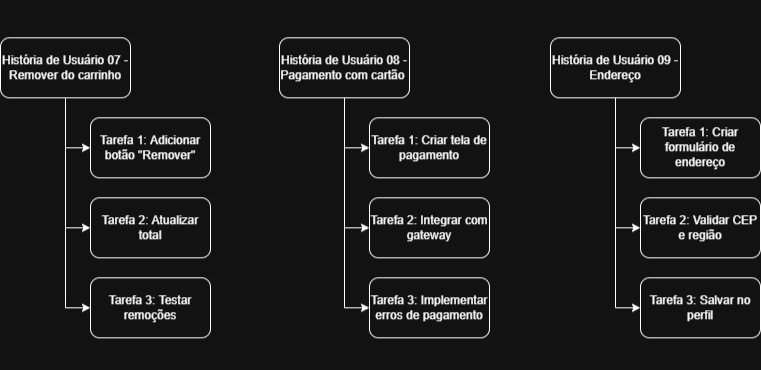 História de Usuário 07 -
Remover do carrinho
Tarefa 1: Adicionar
botão "Remover"
Tarefa 2: Atualizar
total
Tarefa 3: Testar
remoções
História de Usuário 08 -
Pagamento com cartão
Tarefa 1: Criar tela de
pagamento
Tarefa 2: Integrar com
gateway
Tarefa 3: Implementar
erros de pagamento
História de Usuário 09 -
Endereço
Tarefa 1: Criar
formulário de
endereço
Tarefa 2: Validar CEP
e região
Tarefa 3: Salvar no
perfil